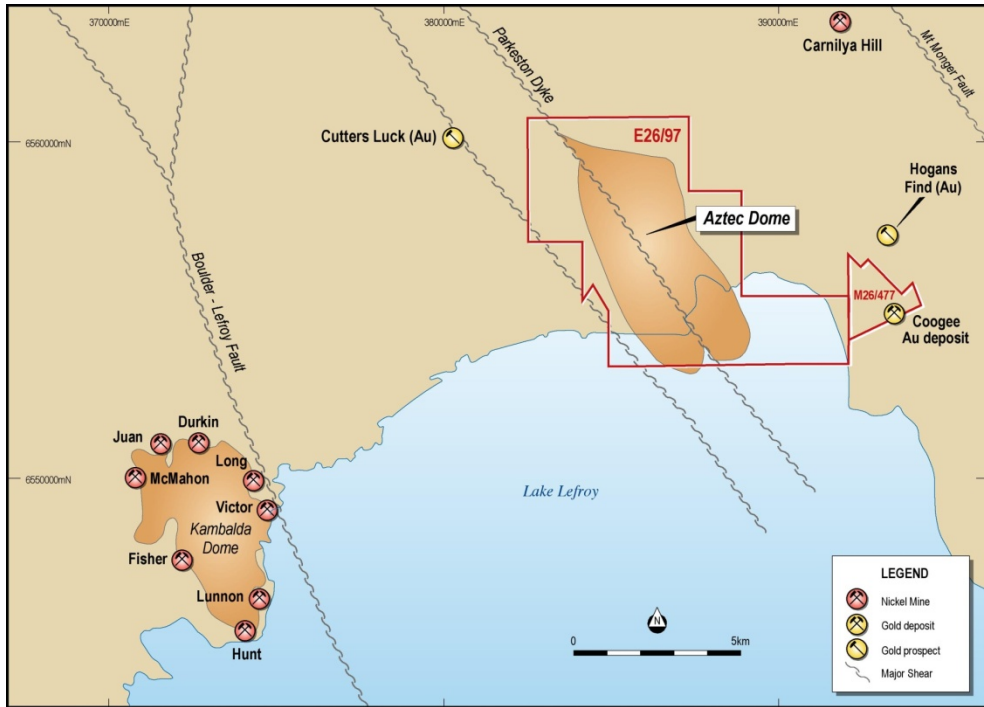 370000mE
380000mE
390000mE
Carnilya Hill
Mt Monger Fault
Parkeston Dyke
6560000mN
Cutters Luck (Au)
E26/97
Hogans
Find (Au)
Aztec Dome
Boulder - Lefroy Fault
M26/477
Coogee
Au deposit
Durkin
Juan
Long
6550000mN
McMahon
Victor
Lake Lefroy
Kambalda
Dome
Fisher
Lunnon
Hunt
N
0
5km
LEGEND
Nickel Mine
Gold deposit
Gold prospect
Major Shear